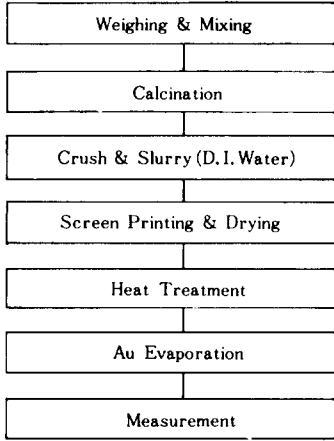 Weighing & Mixing
Calcination
Crush & Slurry(D.I.Water)
Screen Printing & Drying
Heat Treatment
Au Evaporation
Measurement